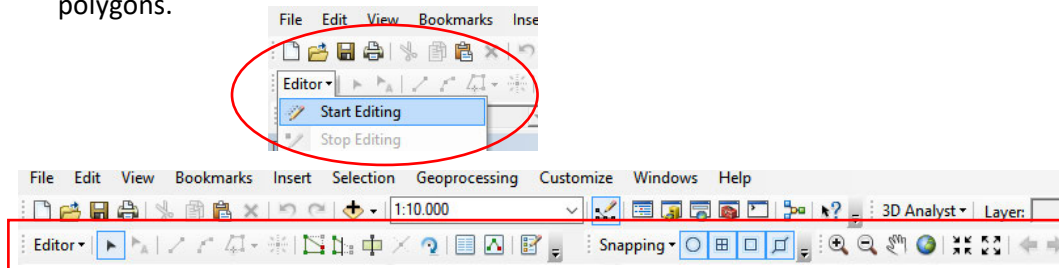 polygons.
File Edit View Bookmarks Inse
Editor
Start Editing
Stop Editing
File Edit View Bookmarks Insert Selection Geoprocessing Customize Windows Help
1:10.000 3D Analyst Layer:
Editor Snapping